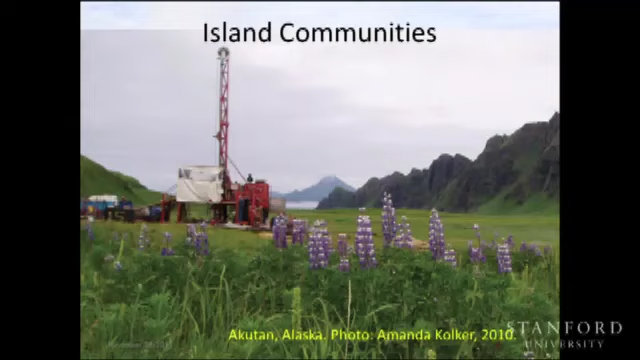 Island Communities
Akutan, Alaska. Photo: Amanda Kolker, 2010.
STANFORD
UNIVERSITY